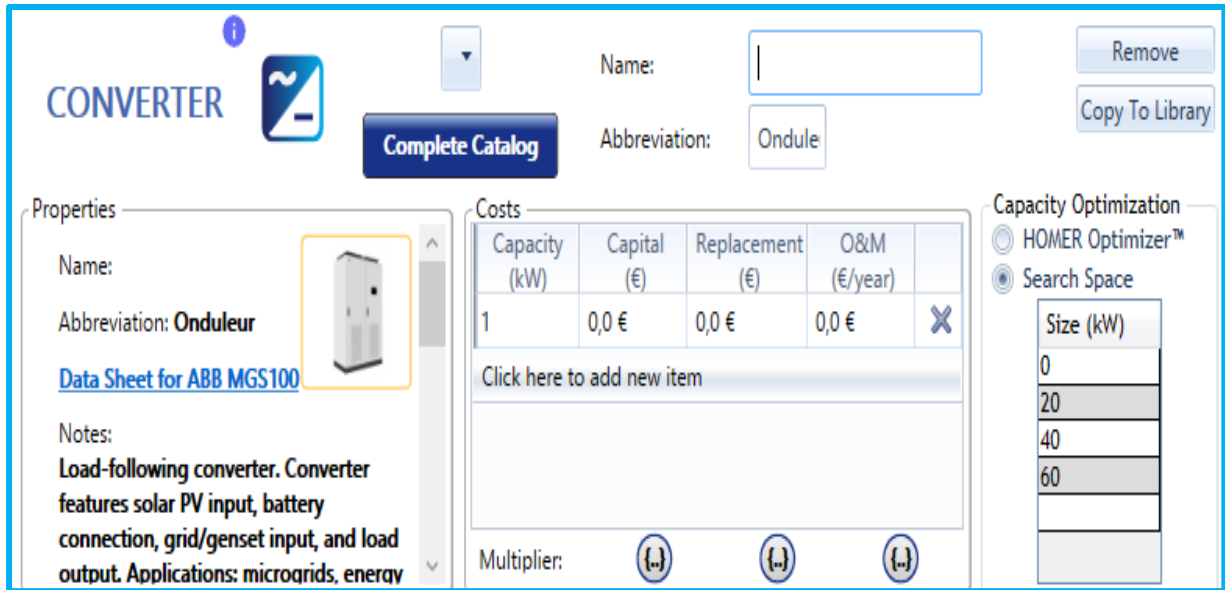 i
CONVERTER
Complete Catalog
Name:
Abbreviation: Ondule
Remove
Copy To Library
Properties
Name:
Abbreviation: Onduleur
Data Sheet for ABB MGS100
Notes:
Load-following converter. Converter
features solar PV input, battery
connection, grid/genset input, and load
output. Applications: microgrids, energy
Costs
Capacity (kW) Capital (€) Replacement (€) O&M (€/year)
1 0,0 € 0,0 € 0,0 €
Click here to add new item
Multiplier: {..} {..} {..}
Capacity Optimization
HOMER Optimizer™
Search Space
Size (kW)
0
20
40
60